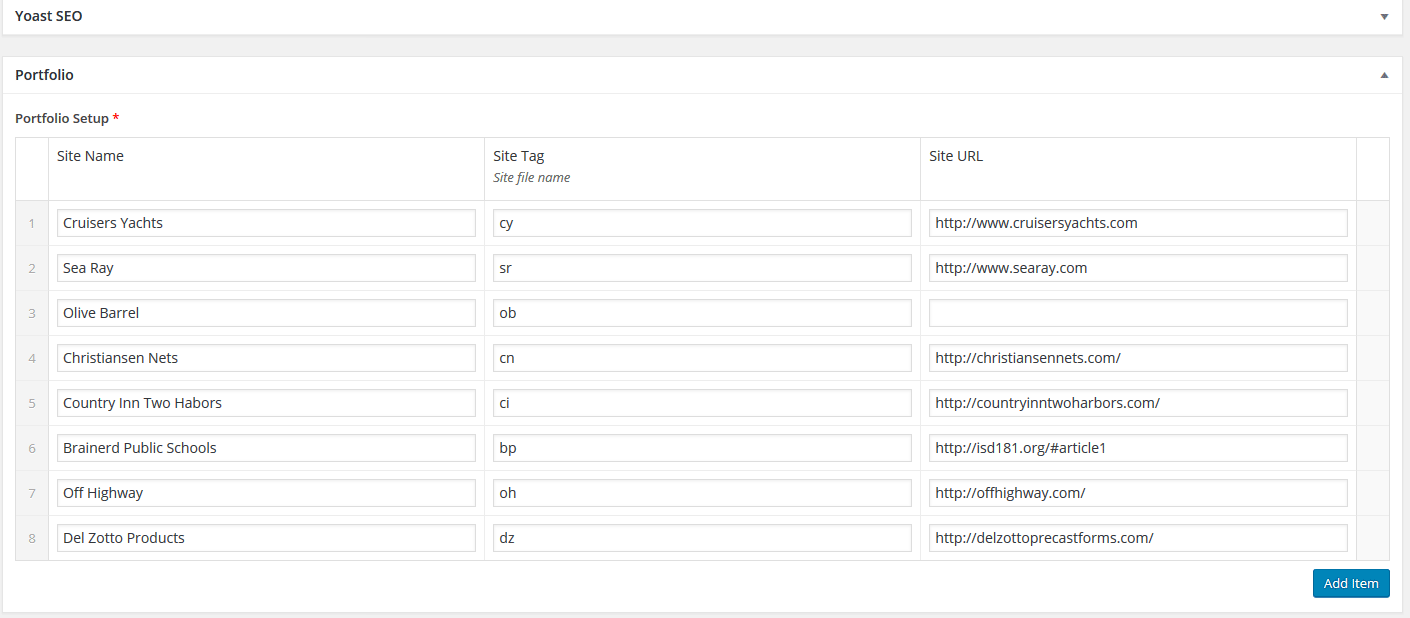 Yoast SEO
Portfolio
Portfolio Setup *
Site Name Site Tag Site URL
Site file name
1 Cruisers Yachts cy http://www.cruisersyachts.com
2 Sea Ray sr http://www.searay.com
3 Olive Barrel ob
4 Christiansen Nets cn http://christiansennets.com/
5 Country Inn Two Habors ci http://countryinntwoharbors.com/
6 Brainerd Public Schools bp http://isd181.org/#article1
7 Off Highway oh http://offhighway.com/
8 Del Zotto Products dz http://delzottoprecastforms.com/
Add Item